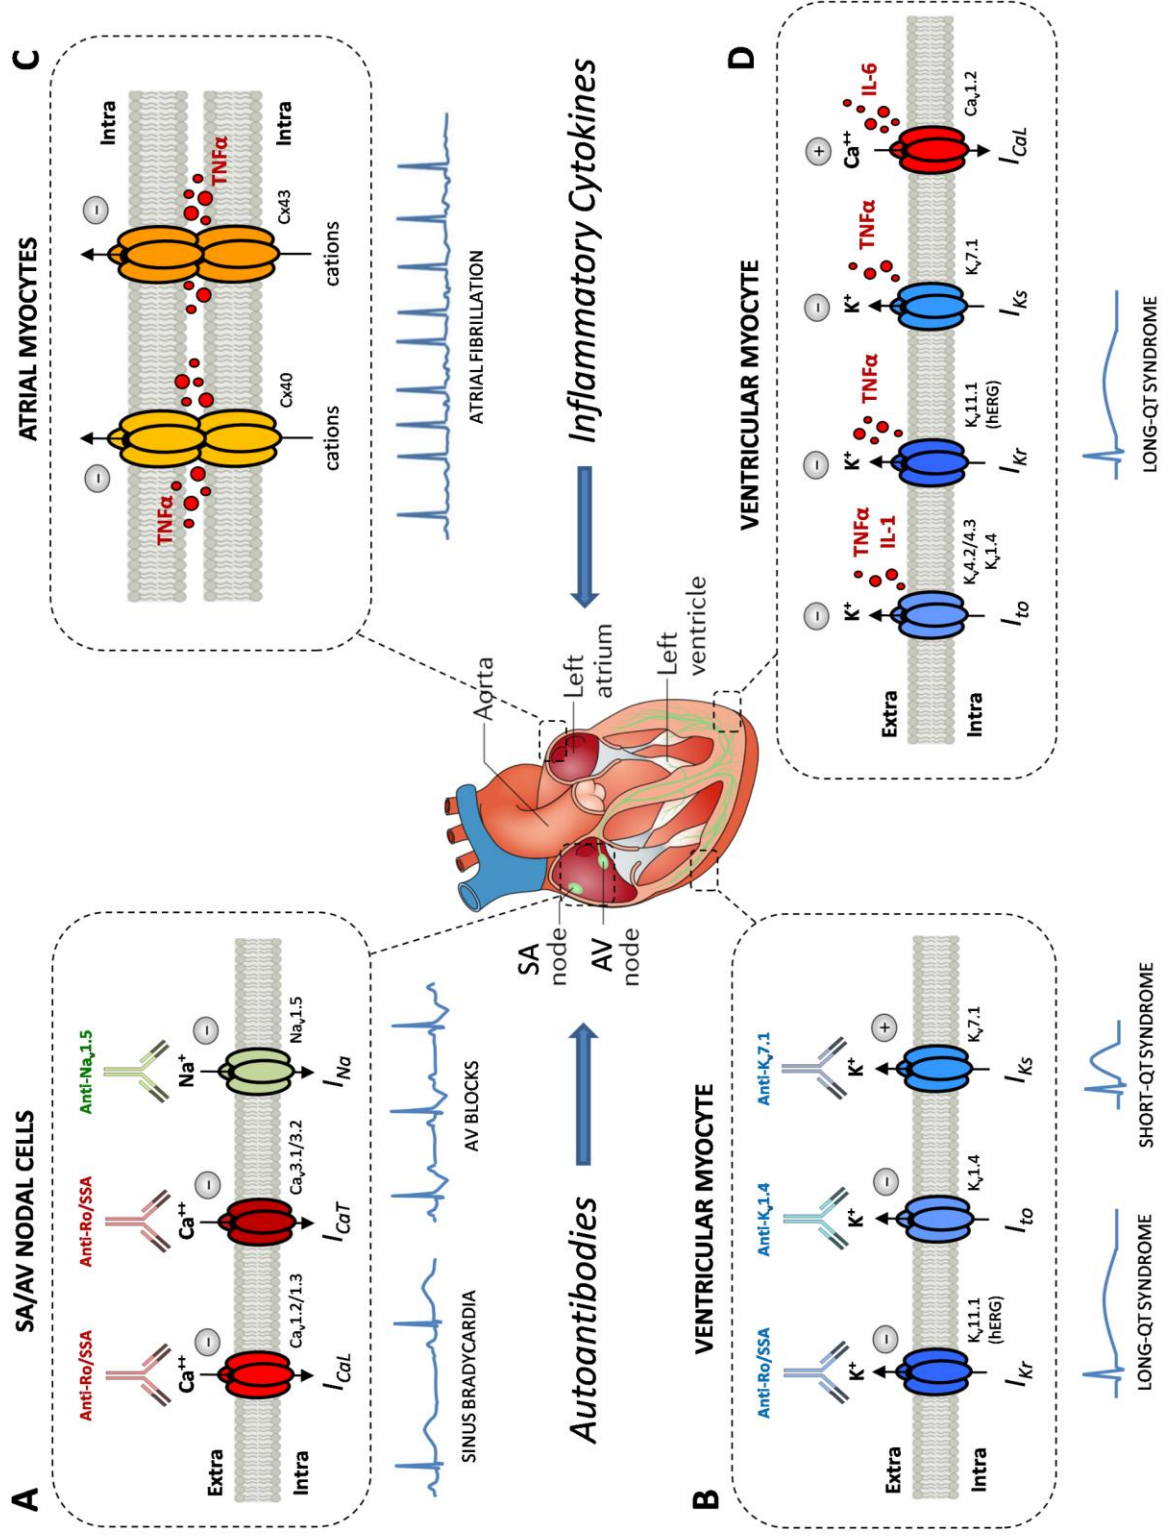 A
SA/AV NODAL CELLS
Anti-Ro/SSA
Anti-Ro/SSA
Anti-Nav1.5
Ca++
Ca++
Na+
−
−
−
Extra
Intra
Cav1.2/1.3
Cav3.1/3.2
Nav1.5
ICaL
ICaT
INa
SINUS BRADYCARDIA
AV BLOCKS
C
ATRIAL MYOCYTES
−
−
Intra
TNFα
TNFα
Intra
Cx40
Cx43
cations
cations
ATRIAL FIBRILLATION
Autoantibodies
SA
node
AV
node
Aorta
Left
atrium
Left
ventricle
Inflammatory Cytokines
B
VENTRICULAR MYOCYTE
Anti-Ro/SSA
Anti-Kv1.4
Anti-Kv7.1
K+
K+
K+
−
−
+
Extra
Intra
Kv11.1
(hERG)
Kv1.4
Kv7.1
IKr
Ito
IKs
LONG-QT SYNDROME
SHORT-QT SYNDROME
D
VENTRICULAR MYOCYTE
−
−
−
+
K+
K+
K+
Ca++
TNFα
IL-1
TNFα
TNFα
IL-6
Extra
Intra
Kv4.2/4.3
Kv1.4
Kv11.1
(hERG)
Kv7.1
Cav1.2
Ito
IKr
IKs
ICaL
LONG-QT SYNDROME